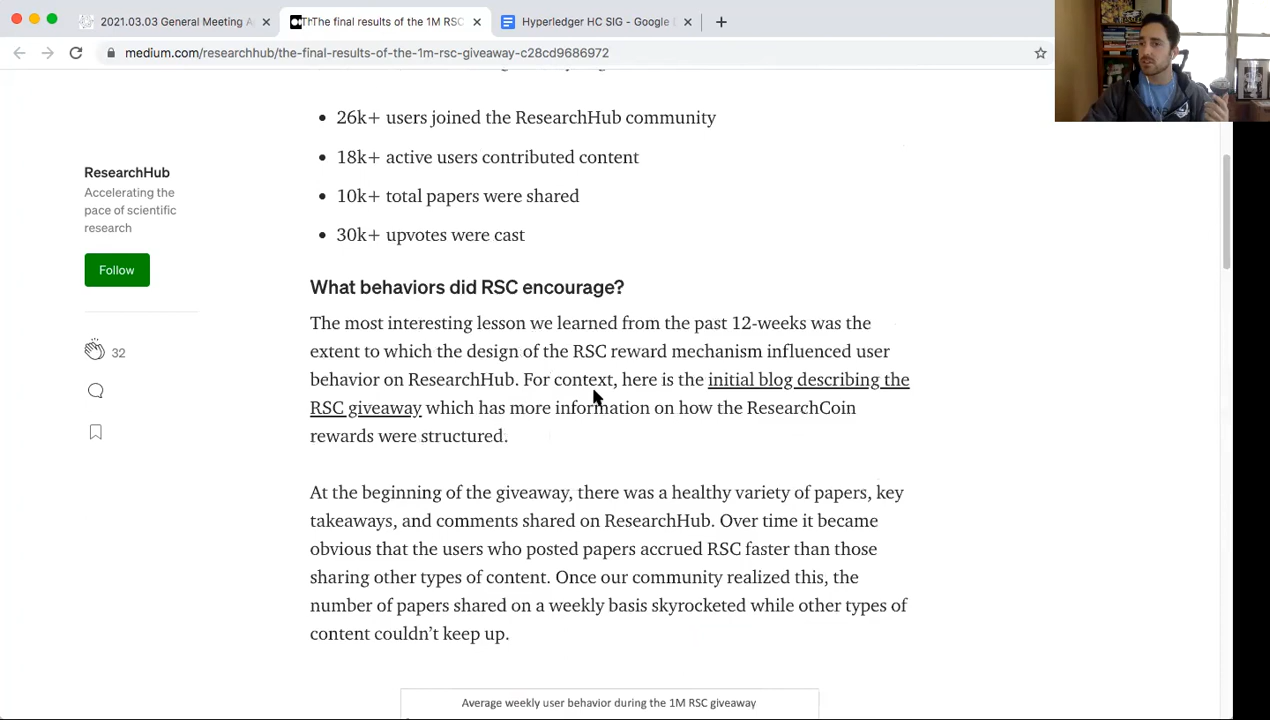 2021.03.03 General Meeting A
The final results of the 1M RSC
Hyperledger HC SIG - Google
medium.com/researchhub/the-final-results-of-the-1m-rsc-giveaway-c28cd9686972
26k+ users joined the ResearchHub community
18k+ active users contributed content
10k+ total papers were shared
30k+ upvotes were cast
ResearchHub
Accelerating the
pace of scientific
research
Follow
32
What behaviors did RSC encourage?
The most interesting lesson we learned from the past 12-weeks was the
extent to which the design of the RSC reward mechanism influenced user
behavior on ResearchHub. For context, here is the initial blog describing the
RSC giveaway which has more information on how the ResearchCoin
rewards were structured.
At the beginning of the giveaway, there was a healthy variety of papers, key
takeaways, and comments shared on ResearchHub. Over time it became
obvious that the users who posted papers accrued RSC faster than those
sharing other types of content. Once our community realized this, the
number of papers shared on a weekly basis skyrocketed while other types of
content couldn’t keep up.
Average weekly user behavior during the 1M RSC giveaway